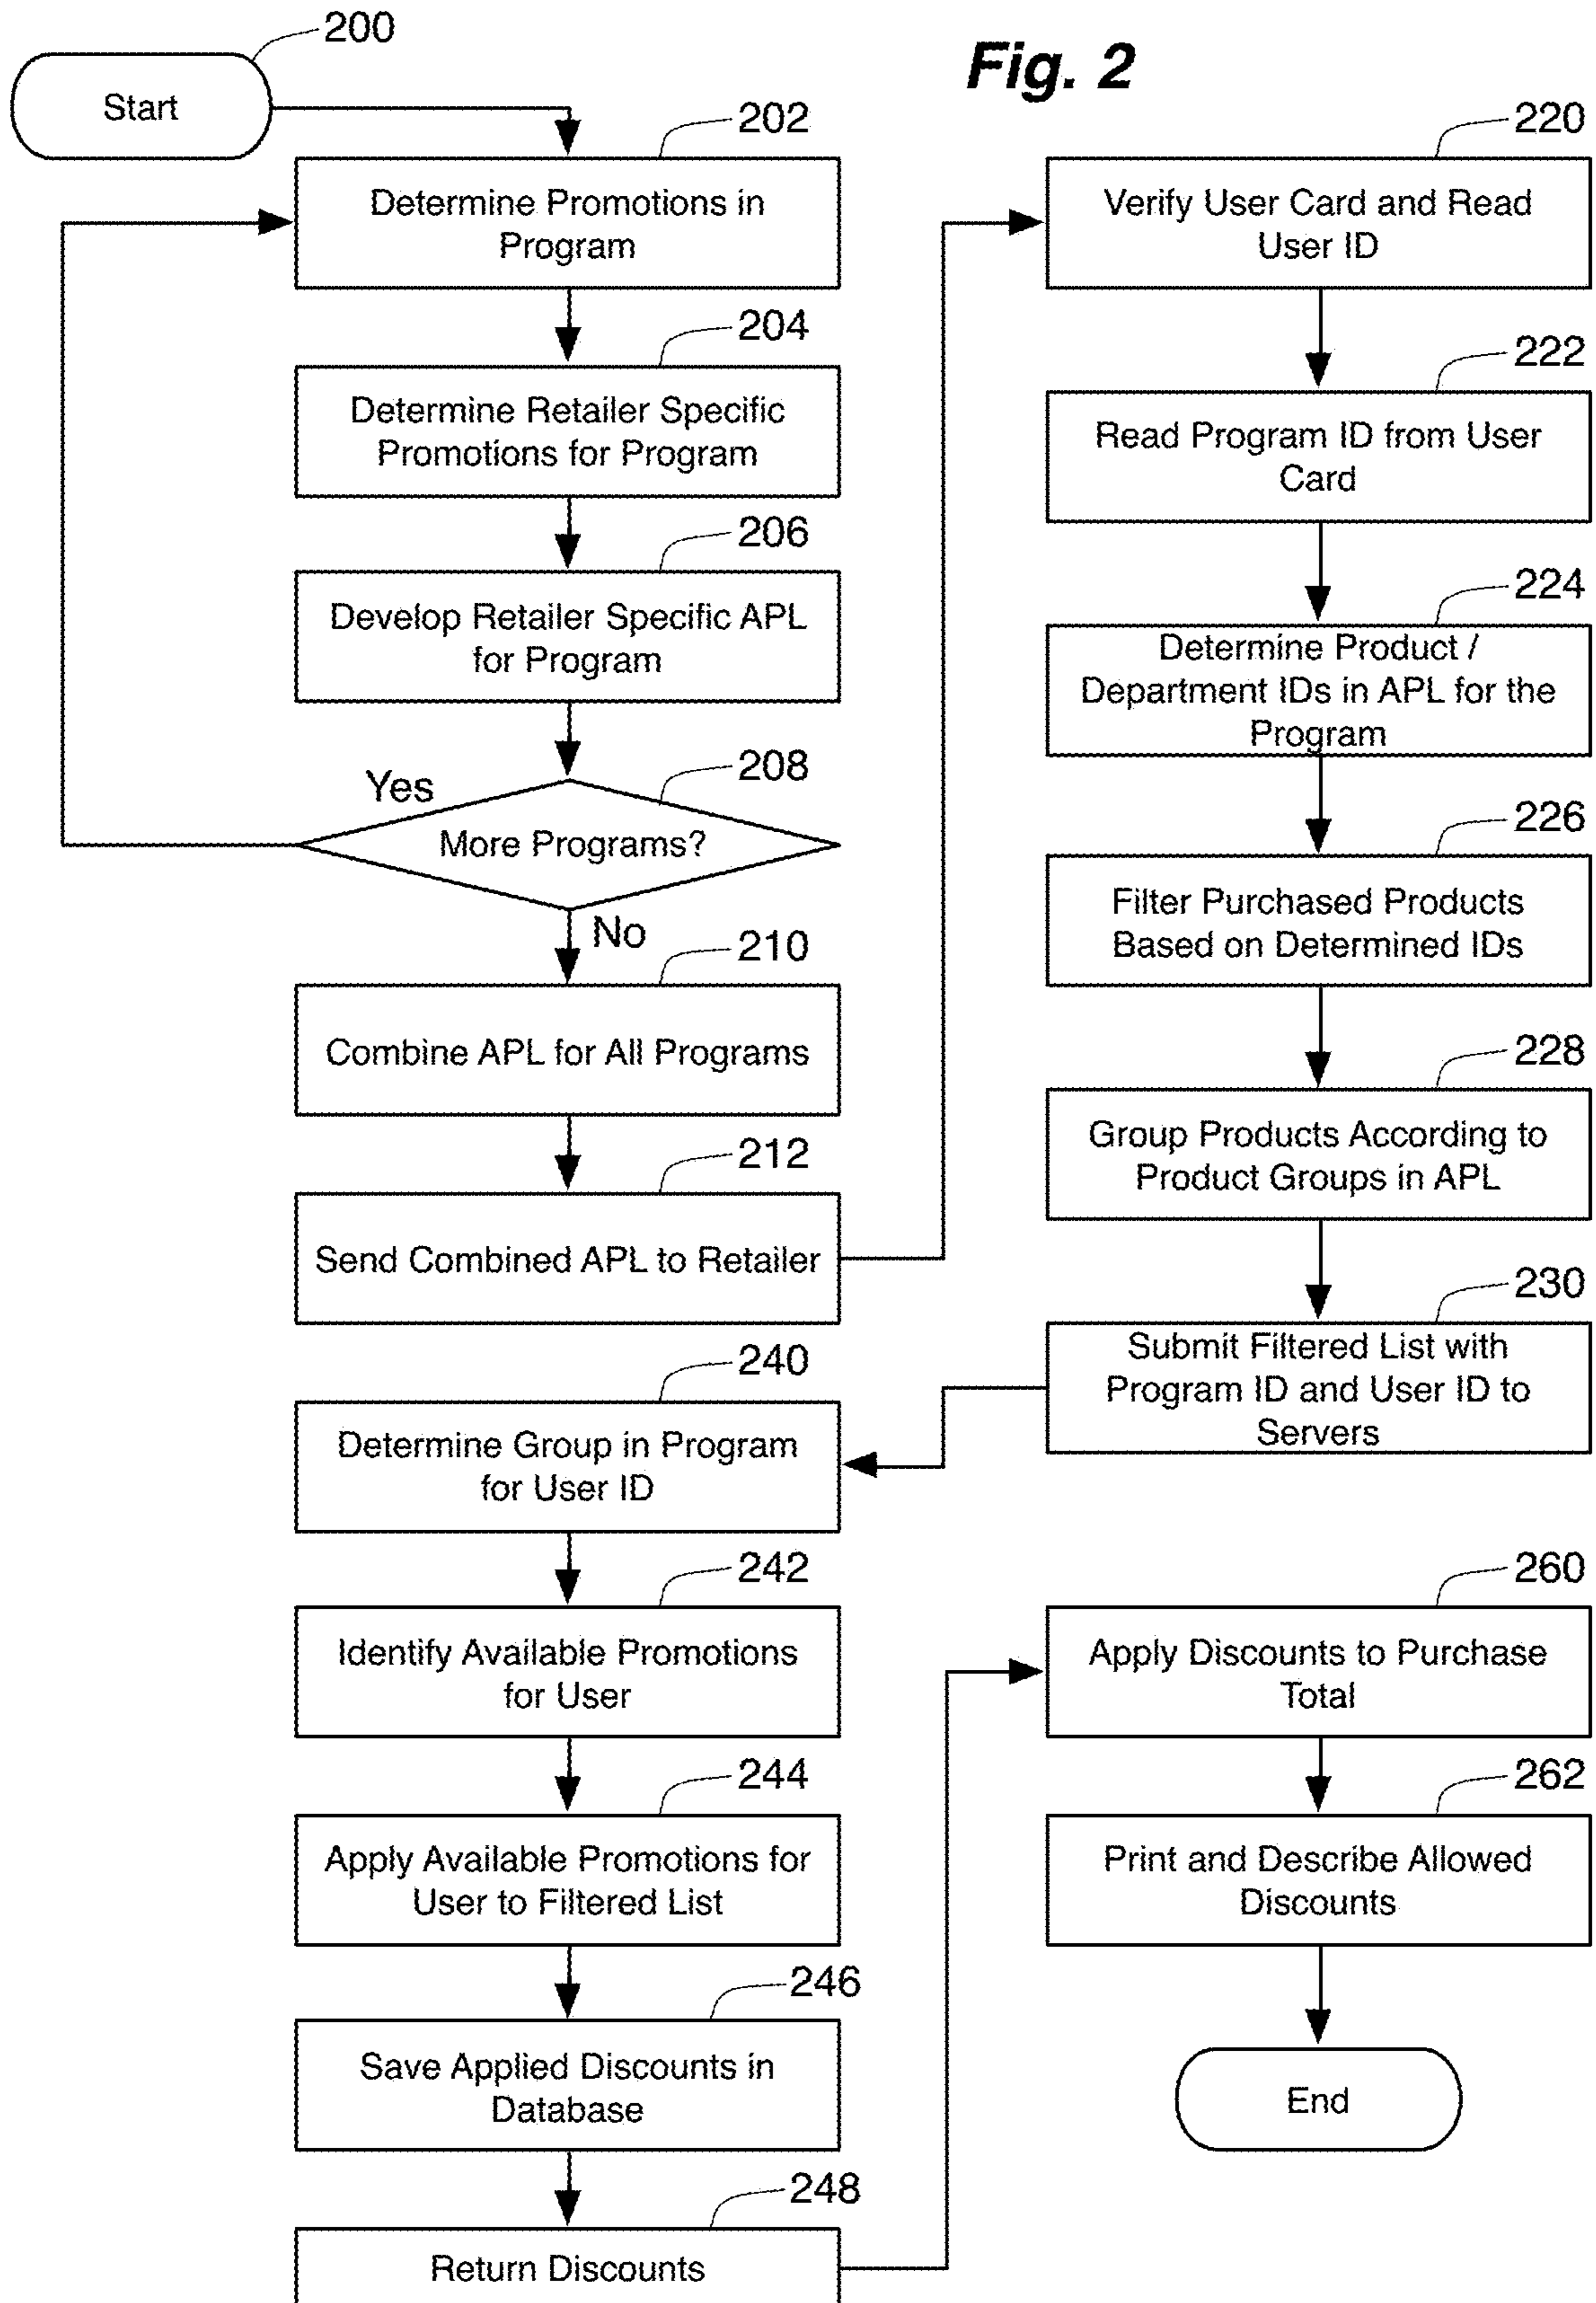 Fig. 2
200
Start
202
Determine Promotions in
Program
204
Determine Retailer Specific
Promotions for Program
206
Develop Retailer Specific APL
for Program
208
Yes
More Programs?
No
210
Combine APL for All Programs
212
Send Combined APL to Retailer
220
Verify User Card and Read
User ID
222
Read Program ID from User
Card
224
Determine Product /
Department IDs in APL for the
Program
226
Filter Purchased Products
Based on Determined IDs
228
Group Products According to
Product Groups in APL
230
Submit Filtered List with
Program ID and User ID to
Servers
240
Determine Group in Program
for User ID
242
Identify Available Promotions
for User
244
Apply Available Promotions for
User to Filtered List
246
Save Applied Discounts in
Database
248
Return Discounts
260
Apply Discounts to Purchase
Total
262
Print and Describe Allowed
Discounts
End